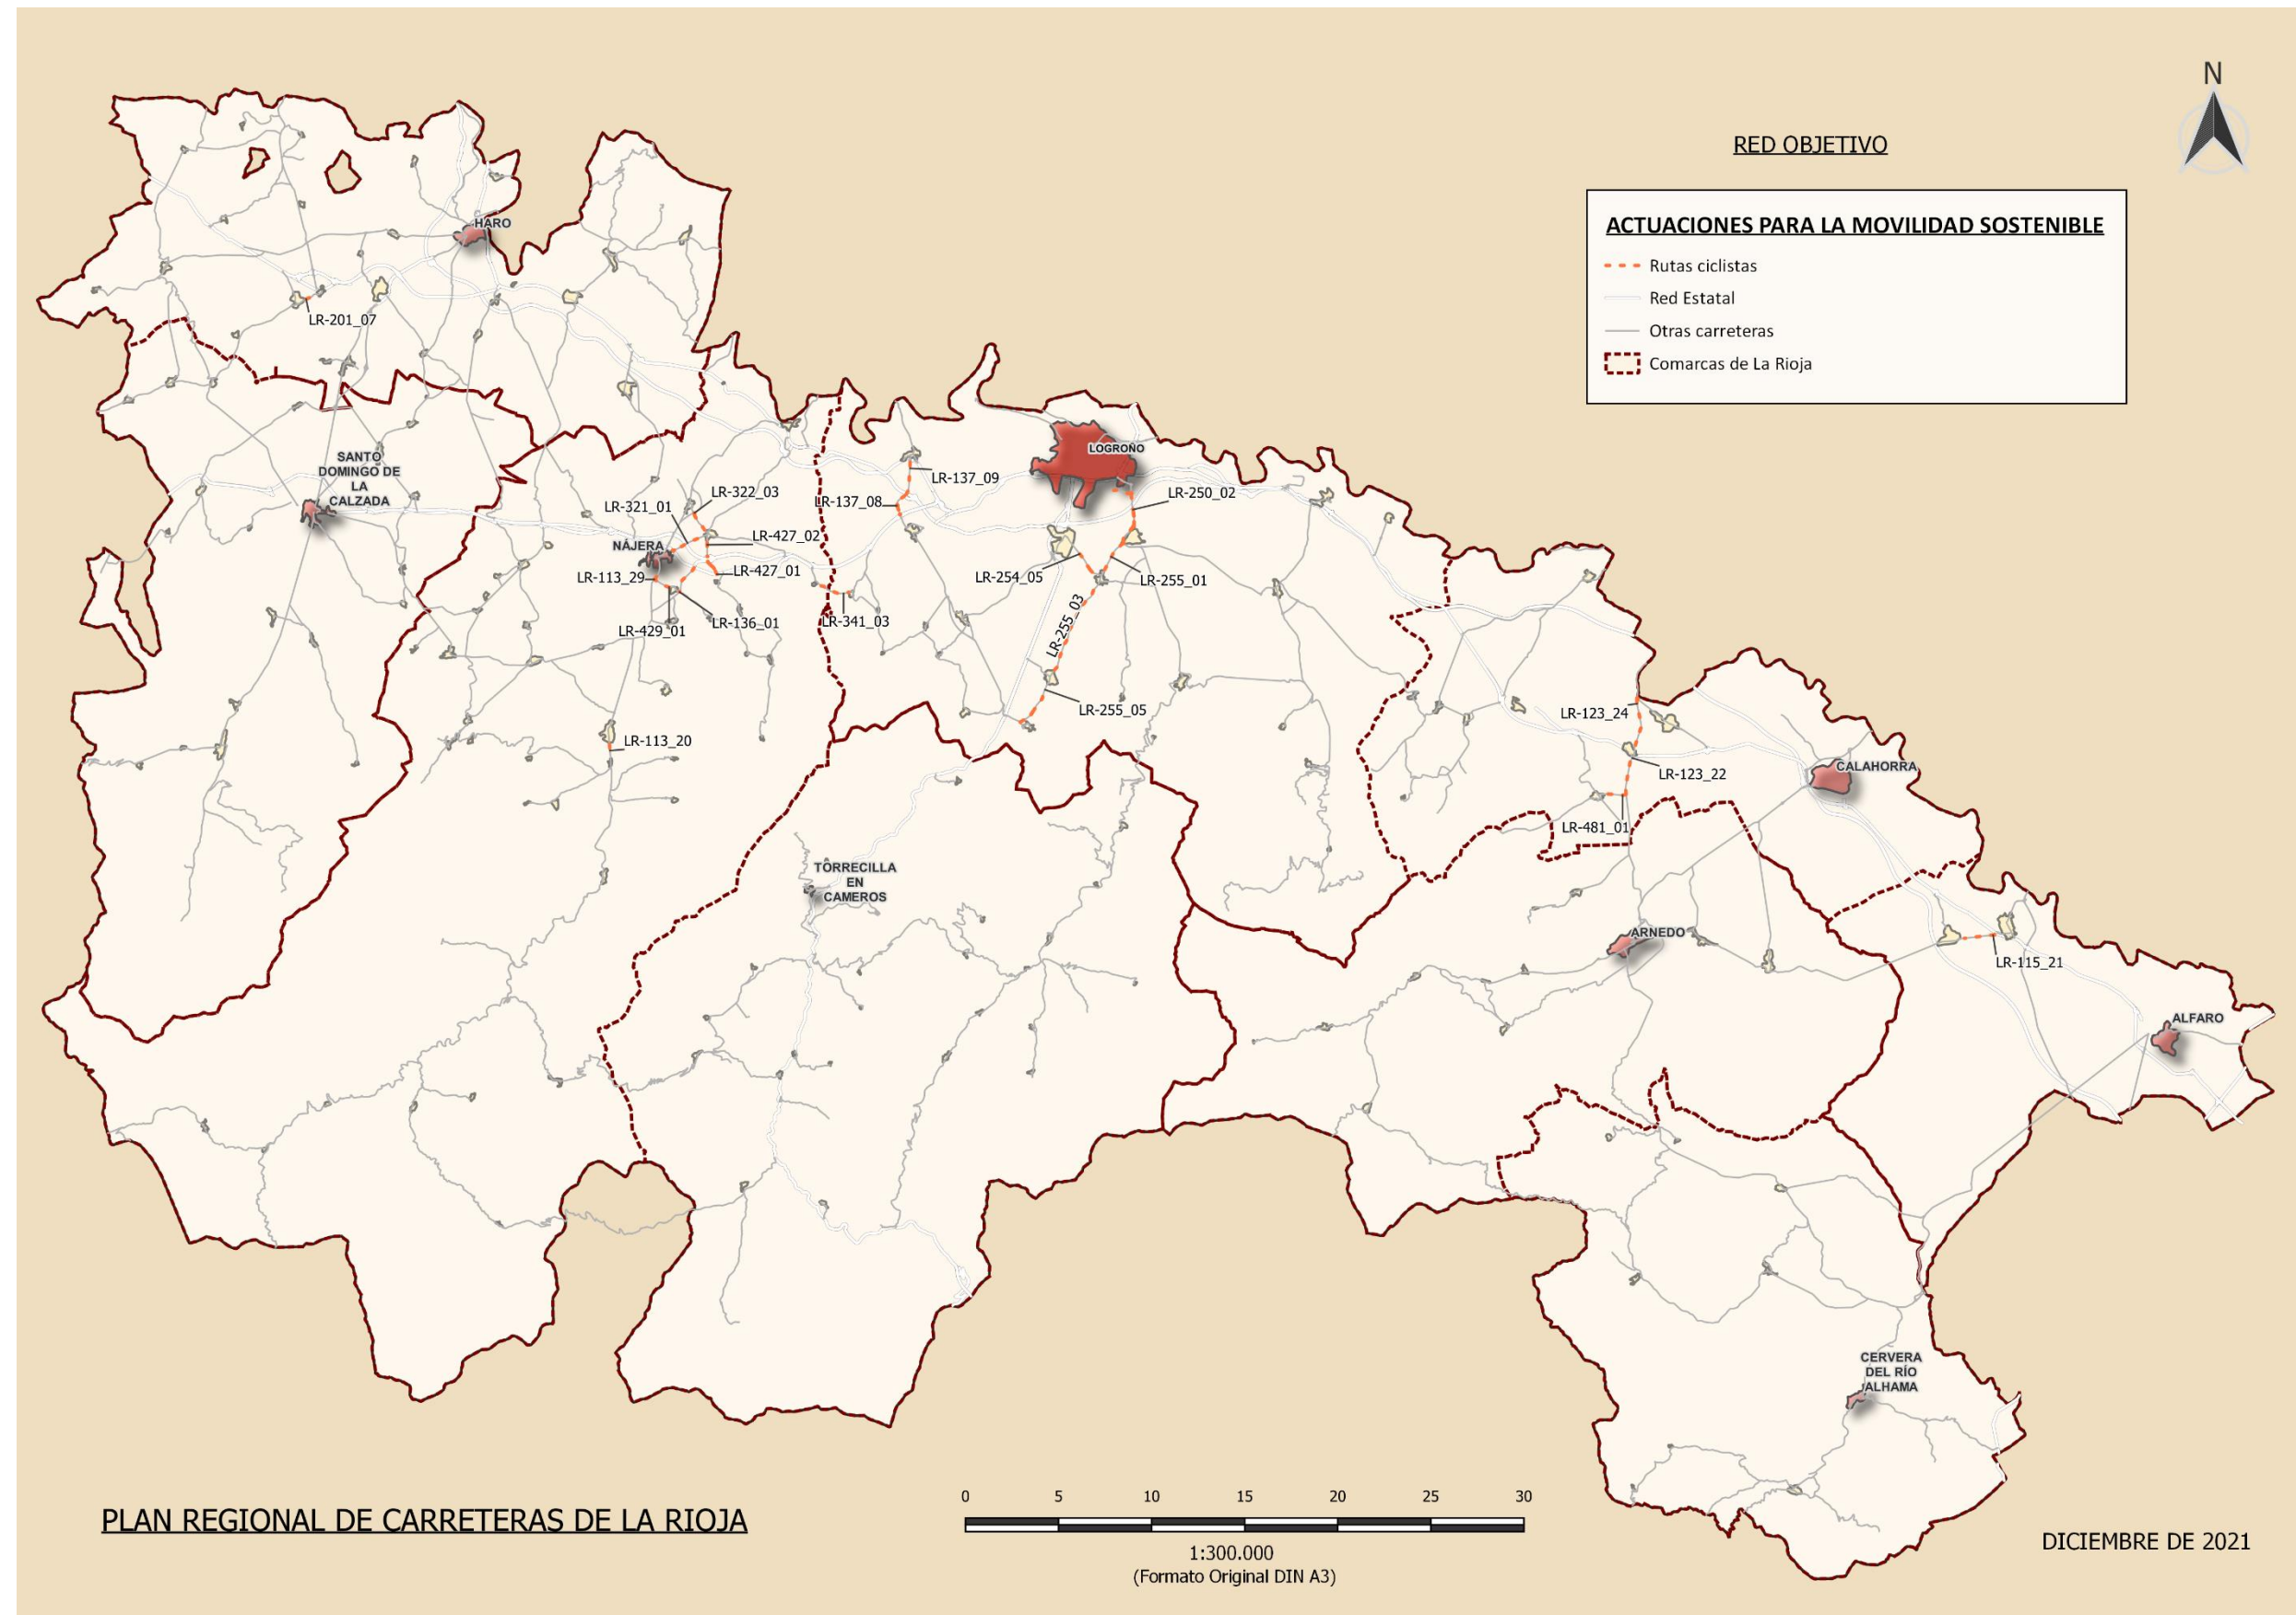 N
RED OBJETIVO
ACTUACIONES PARA LA MOVILIDAD SOSTENIBLE
Rutas ciclistas
Red Estatal
Otras carreteras
Comarcas de La Rioja
HARO
LR-201_07
SANTO
DOMINGO DE
LA
CALZADA
LOGROÑO
LR-137_09
LR-322_03
LR-137_08
LR-250_02
LR-321_01
LR-427_02
NÁJERA
LR-427_01
LR-113_29
LR-254_05
LR-255_01
LR-136_01
LR-341_03
LR-429_01
LR-255_03
LR-255_05
LR-123_24
LR-113_20
LR-123_22
CALAHORRA
LR-481_01
TORRECILLA
EN
CAMEROS
ARNEDO
LR-115_21
ALFARO
CERVERA
DEL RÍO
ALHAMA
0 5 10 15 20 25 30
1:300.000
(Formato Original DIN A3)
PLAN REGIONAL DE CARRETERAS DE LA RIOJA
DICIEMBRE DE 2021